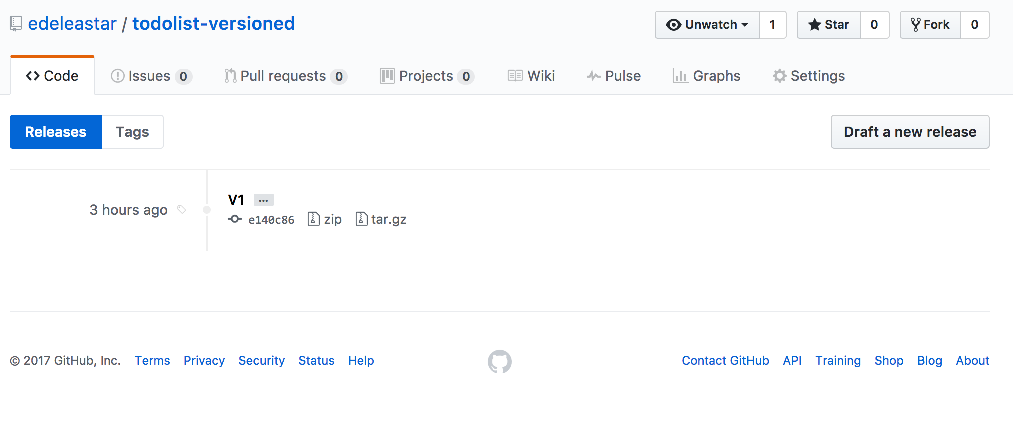 edeleastar / todolist-versioned Unwatch 1 Star 0 Fork 0
Code Issues 0 Pull requests 0 Projects 0 Wiki Pulse Graphs Settings
Releases Tags Draft a new release
V1 ...
3 hours ago
e140c86 zip tar.gz
© 2017 GitHub, Inc. Terms Privacy Security Status Help Contact GitHub API Training Shop Blog About